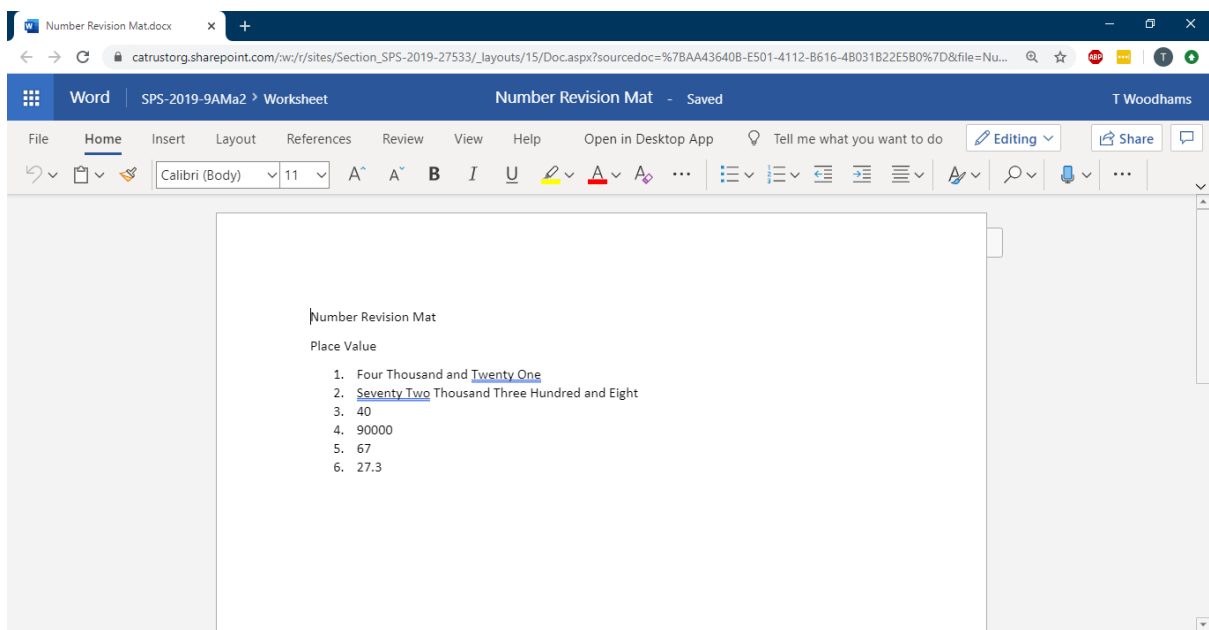 Number Revision Mat.docx
catrustorg.sharepoint.com/:w:/r/sites/Section_SPS-2019-27533/_layouts/15/Doc.aspx?sourcedoc=%7BAA43640B-E501-4112-B616-4B031B22E5B0%7D&file=Nu...
ABP T
Word SPS-2019-9AMa2 > Worksheet Number Revision Mat - Saved T Woodhams
File Home Insert Layout References Review View Help Open in Desktop App Tell me what you want to do Editing Share
Calibri (Body) 11 A^ A˅ B I U A A ...
Number Revision Mat
Place Value
1. Four Thousand and Twenty One
2. Seventy Two Thousand Three Hundred and Eight
3. 40
4. 90000
5. 67
6. 27.3